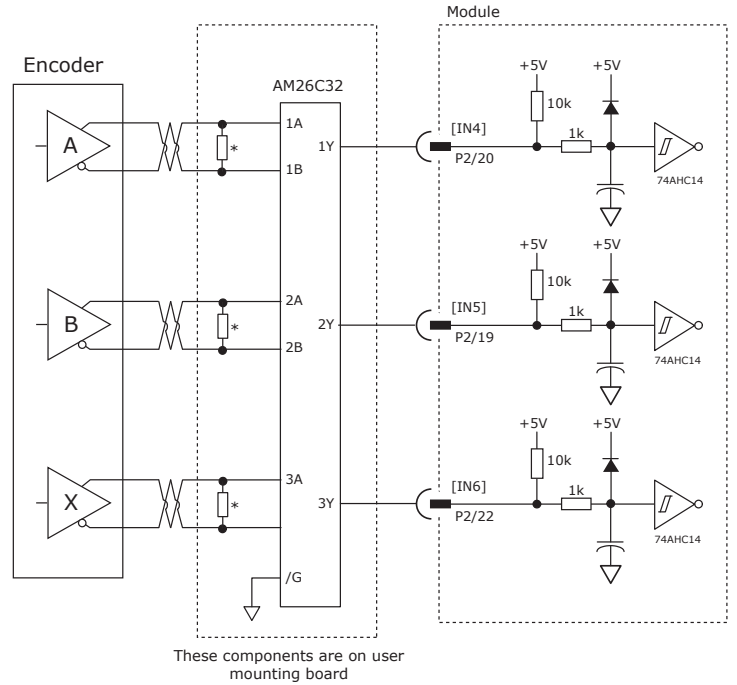 Module
Encoder
AM26C32
A
*
1A
1B
1Y
[IN4]
P2/20
+5V
+5V
10k
1k
74AHC14
B
*
2A
2B
2Y
[IN5]
P2/19
+5V
+5V
10k
1k
74AHC14
X
*
3A
3Y
[IN6]
P2/22
+5V
+5V
10k
1k
74AHC14
/G
These components are on user
mounting board